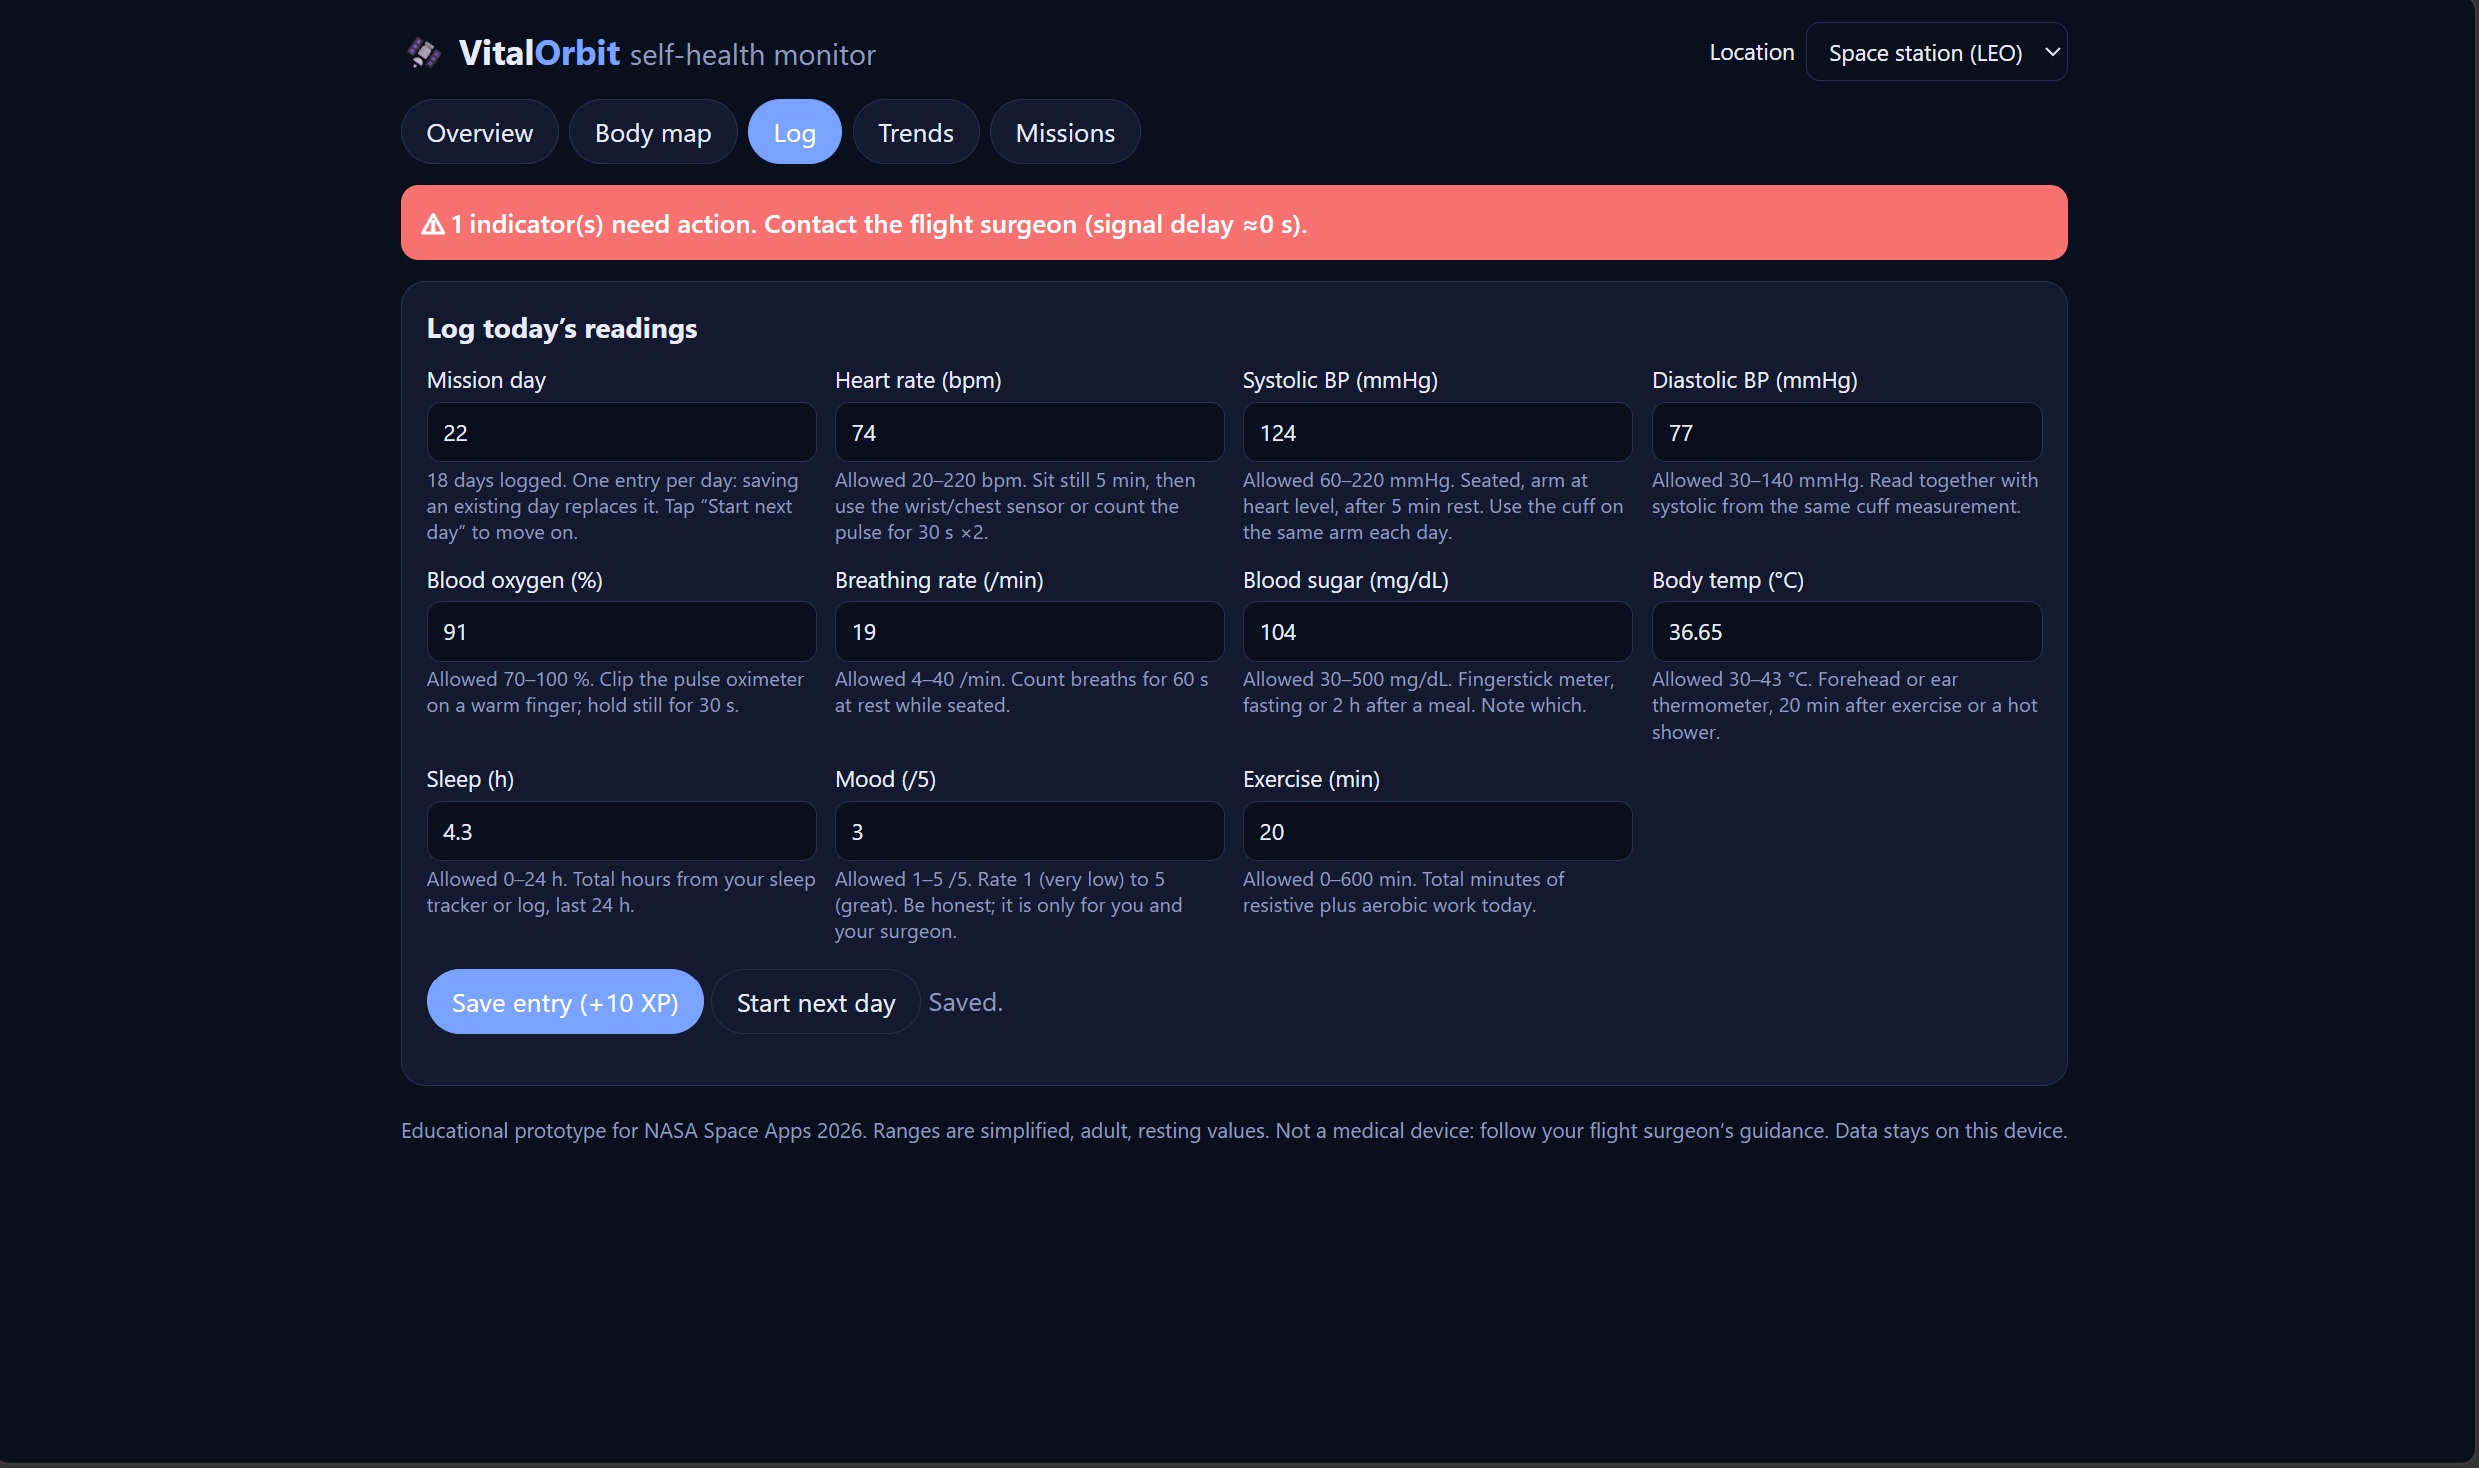 VitalOrbit self-health monitor
Location
Space station (LEO)
Overview
Body map
Log
Trends
Missions
⚠ 1 indicator(s) need action. Contact the flight surgeon (signal delay ≈0 s).
Log today’s readings
Mission day
22
18 days logged. One entry per day: saving
an existing day replaces it. Tap “Start next
day” to move on.
Heart rate (bpm)
74
Allowed 20–220 bpm. Sit still 5 min, then
use the wrist/chest sensor or count the
pulse for 30 s ×2.
Systolic BP (mmHg)
124
Allowed 60–220 mmHg. Seated, arm at
heart level, after 5 min rest. Use the cuff on
the same arm each day.
Diastolic BP (mmHg)
77
Allowed 30–140 mmHg. Read together with
systolic from the same cuff measurement.
Blood oxygen (%)
91
Allowed 70–100 %. Clip the pulse oximeter
on a warm finger; hold still for 30 s.
Breathing rate (/min)
19
Allowed 4–40 /min. Count breaths for 60 s
at rest while seated.
Blood sugar (mg/dL)
104
Allowed 30–500 mg/dL. Fingerstick meter,
fasting or 2 h after a meal. Note which.
Body temp (°C)
36.65
Allowed 30–43 °C. Forehead or ear
thermometer, 20 min after exercise or a hot
shower.
Sleep (h)
4.3
Allowed 0–24 h. Total hours from your sleep
tracker or log, last 24 h.
Mood (/5)
3
Allowed 1–5 /5. Rate 1 (very low) to 5
(great). Be honest; it is only for you and
your surgeon.
Exercise (min)
20
Allowed 0–600 min. Total minutes of
resistive plus aerobic work today.
Save entry (+10 XP)
Start next day
Saved.
Educational prototype for NASA Space Apps 2026. Ranges are simplified, adult, resting values. Not a medical device: follow your flight surgeon’s guidance. Data stays on this device.